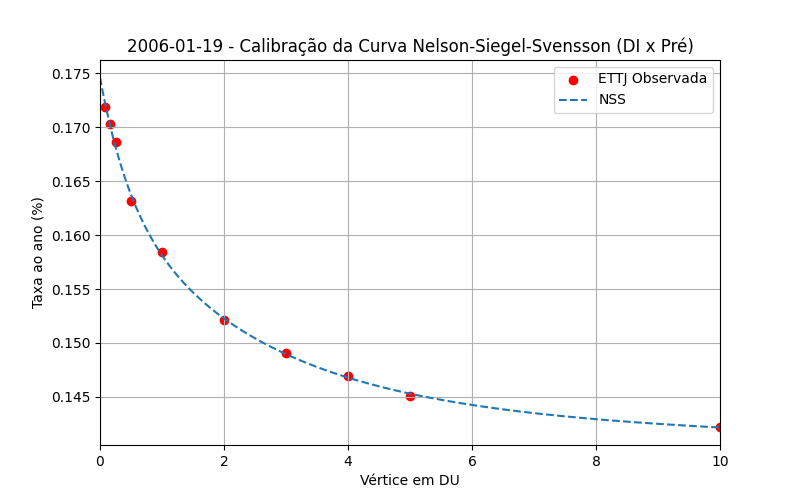 2006-01-19 - Calibração da Curva Nelson-Siegel-Svensson (DI x Pré)
ETTJ Observada
NSS
Taxa ao ano (%)
0.175
0.170
0.165
0.160
0.155
0.150
0.145
0 2 4 6 8 10
Vértice em DU